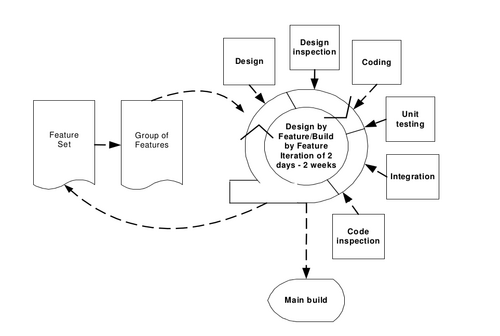 Design
Design
inspection
Coding
Feature
Set
Group of
Features
Design by
Feature/Build
by Feature
Iteration of 2
days - 2 weeks
Unit
testing
Integration
Code
inspection
Main build